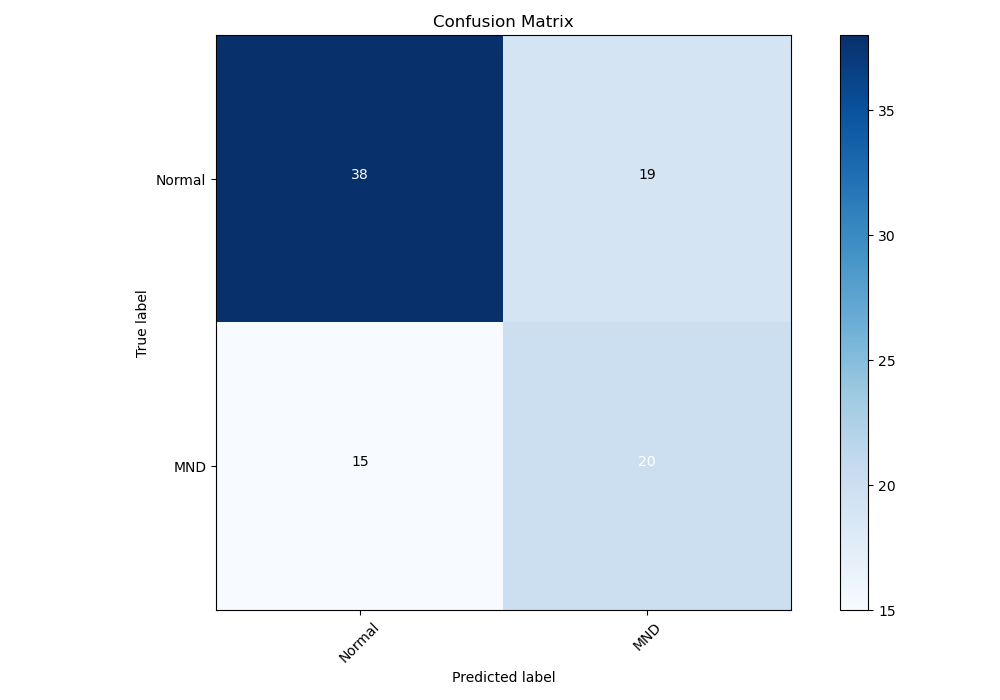 Confusion Matrix
True label
Normal
MND
38
19
15
20
Normal
MND
Predicted label
35
30
25
20
15